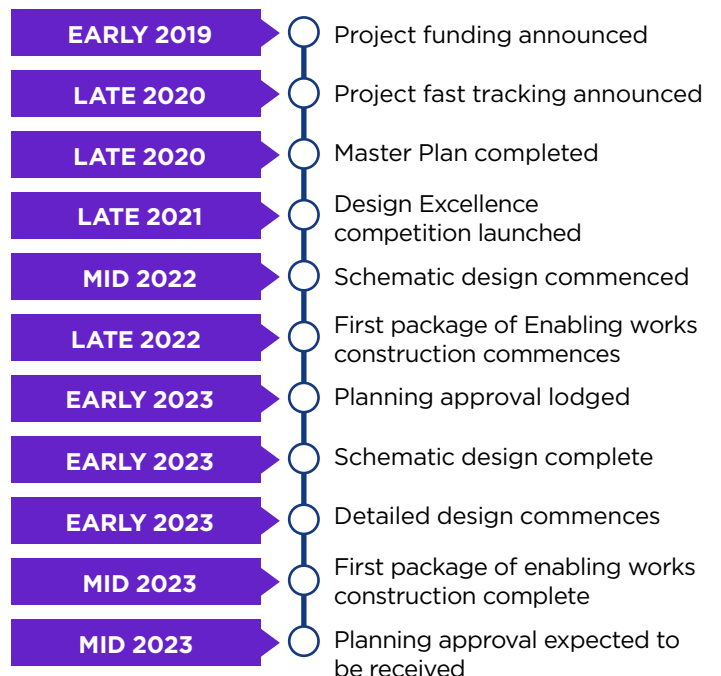 EARLY 2019
Project funding announced
LATE 2020
Project fast tracking announced
LATE 2020
Master Plan completed
LATE 2021
Design Excellence
competition launched
MID 2022
Schematic design commenced
LATE 2022
First package of Enabling works
construction commences
EARLY 2023
Planning approval lodged
EARLY 2023
Schematic design complete
EARLY 2023
Detailed design commences
MID 2023
First package of enabling works
construction complete
MID 2023
Planning approval expected to
be received